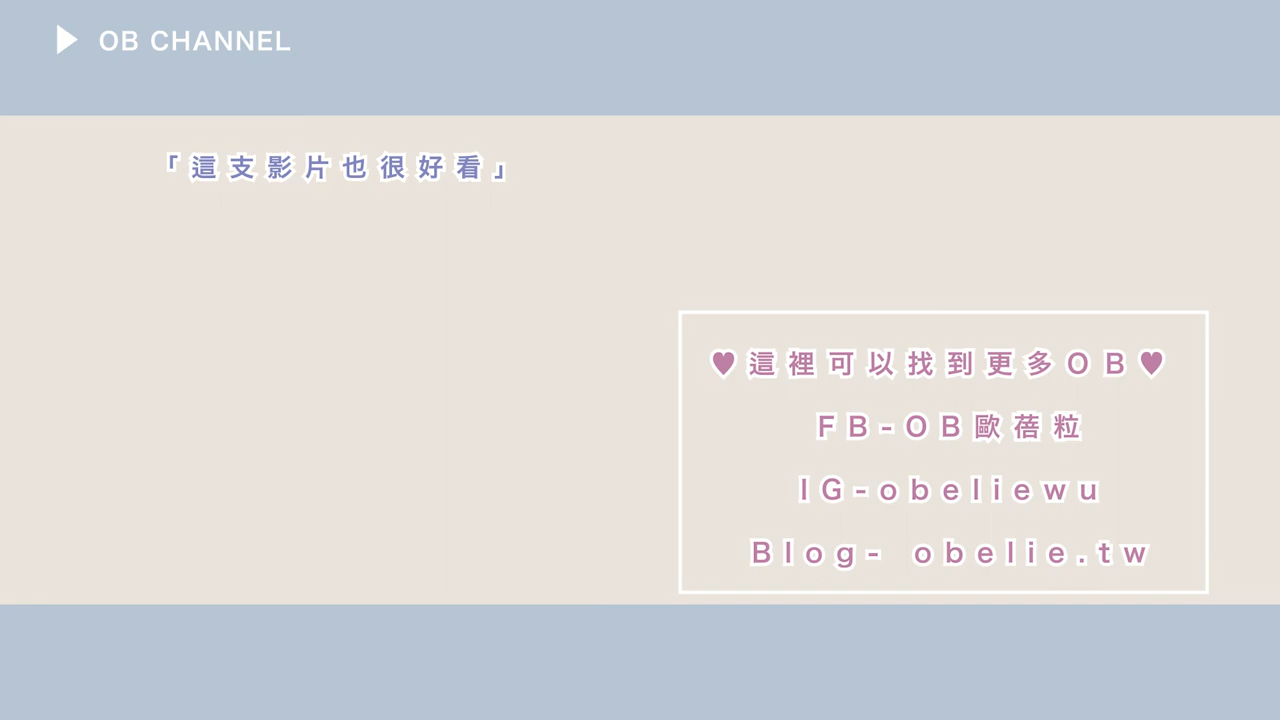 OB CHANNEL
「這支影片也很好看」
♥這裡可以找到更多OB♥
FB-OB歐蓓粒
IG-obeliewu
Blog- obelie.tw